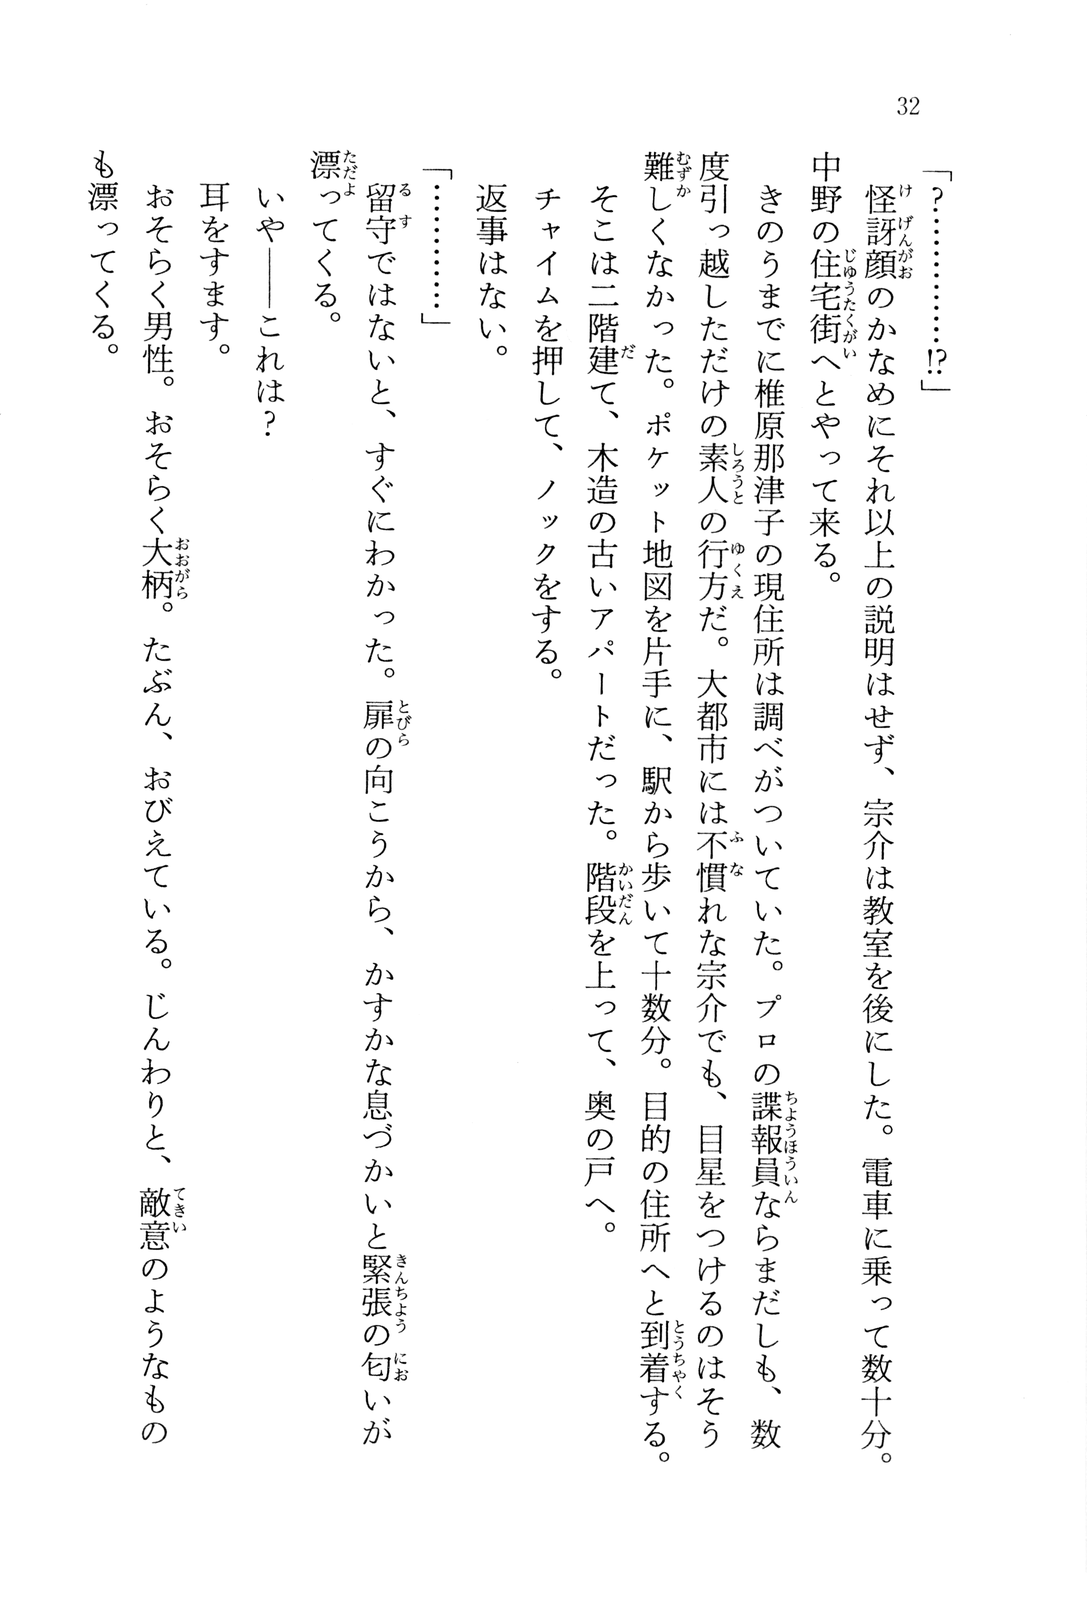 32
「？…………!?」
怪訝顔のかなめにそれ以上の説明はせず、宗介は教室を後にした。電車に乗って数十分。
中野の住宅街へとやって来る。
きのうまでに椎原那津子の現住所は調べがついていた。プロの諜報員ならまだしも、数
度引っ越しただけの素人の行方だ。大都市には不慣れな宗介でも、目星をつけるのはそう
難しくなかった。ポケット地図を片手に、駅から歩いて十数分。目的の住所へと到着する。
そこは二階建て、木造の古いアパートだった。階段を上って、奥の戸へ。
チャイムを押して、ノックをする。
返事はない。
「…………」
留守ではないと、すぐにわかった。扉の向こうから、かすかな息づかいと緊張の匂いが
漂ってくる。
いや――これは？
耳をすます。
おそらく男性。おそらく大柄。たぶん、おびえている。じんわりと、敵意のようなもの
も漂ってくる。